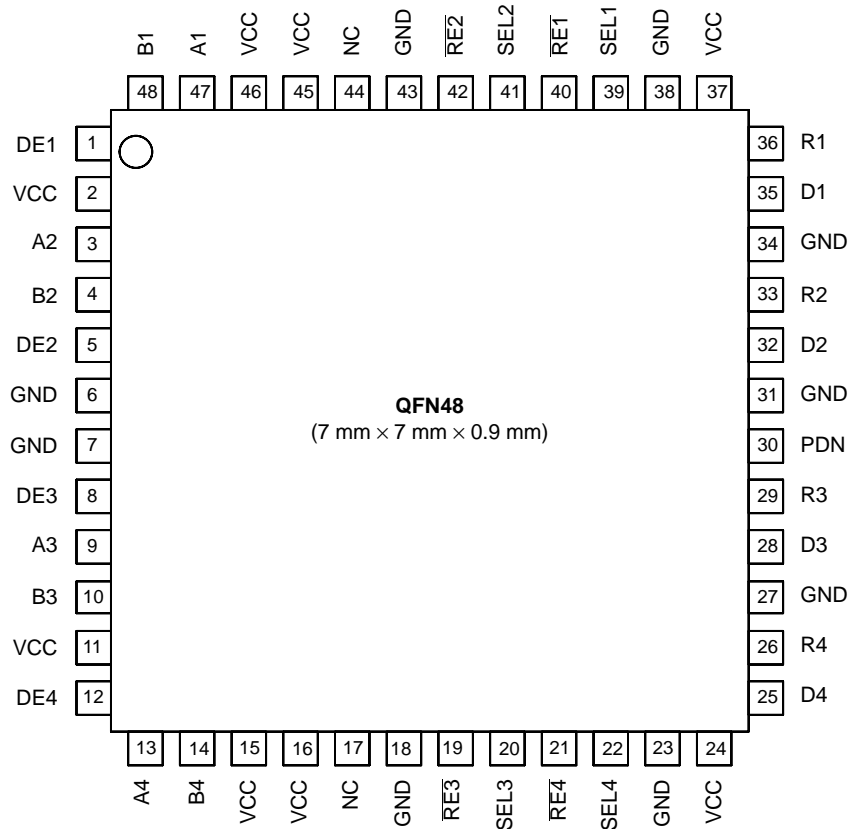 B1 A1 VCC VCC NC GND R̅E̅2 SEL2 R̅E̅1 SEL1 GND VCC
48 47 46 45 44 43 42 41 40 39 38 37
DE1 1 36 R1
VCC 2 35 D1
A2 3 34 GND
B2 4 33 R2
DE2 5 32 D2
GND 6 31 GND
QFN48
(7 mm × 7 mm × 0.9 mm)
GND 7 30 PDN
DE3 8 29 R3
A3 9 28 D3
B3 10 27 GND
VCC 11 26 R4
DE4 12 25 D4
13 14 15 16 17 18 19 20 21 22 23 24
A4 B4 VCC VCC NC GND R̅E̅3 SEL3 R̅E̅4 SEL4 GND VCC